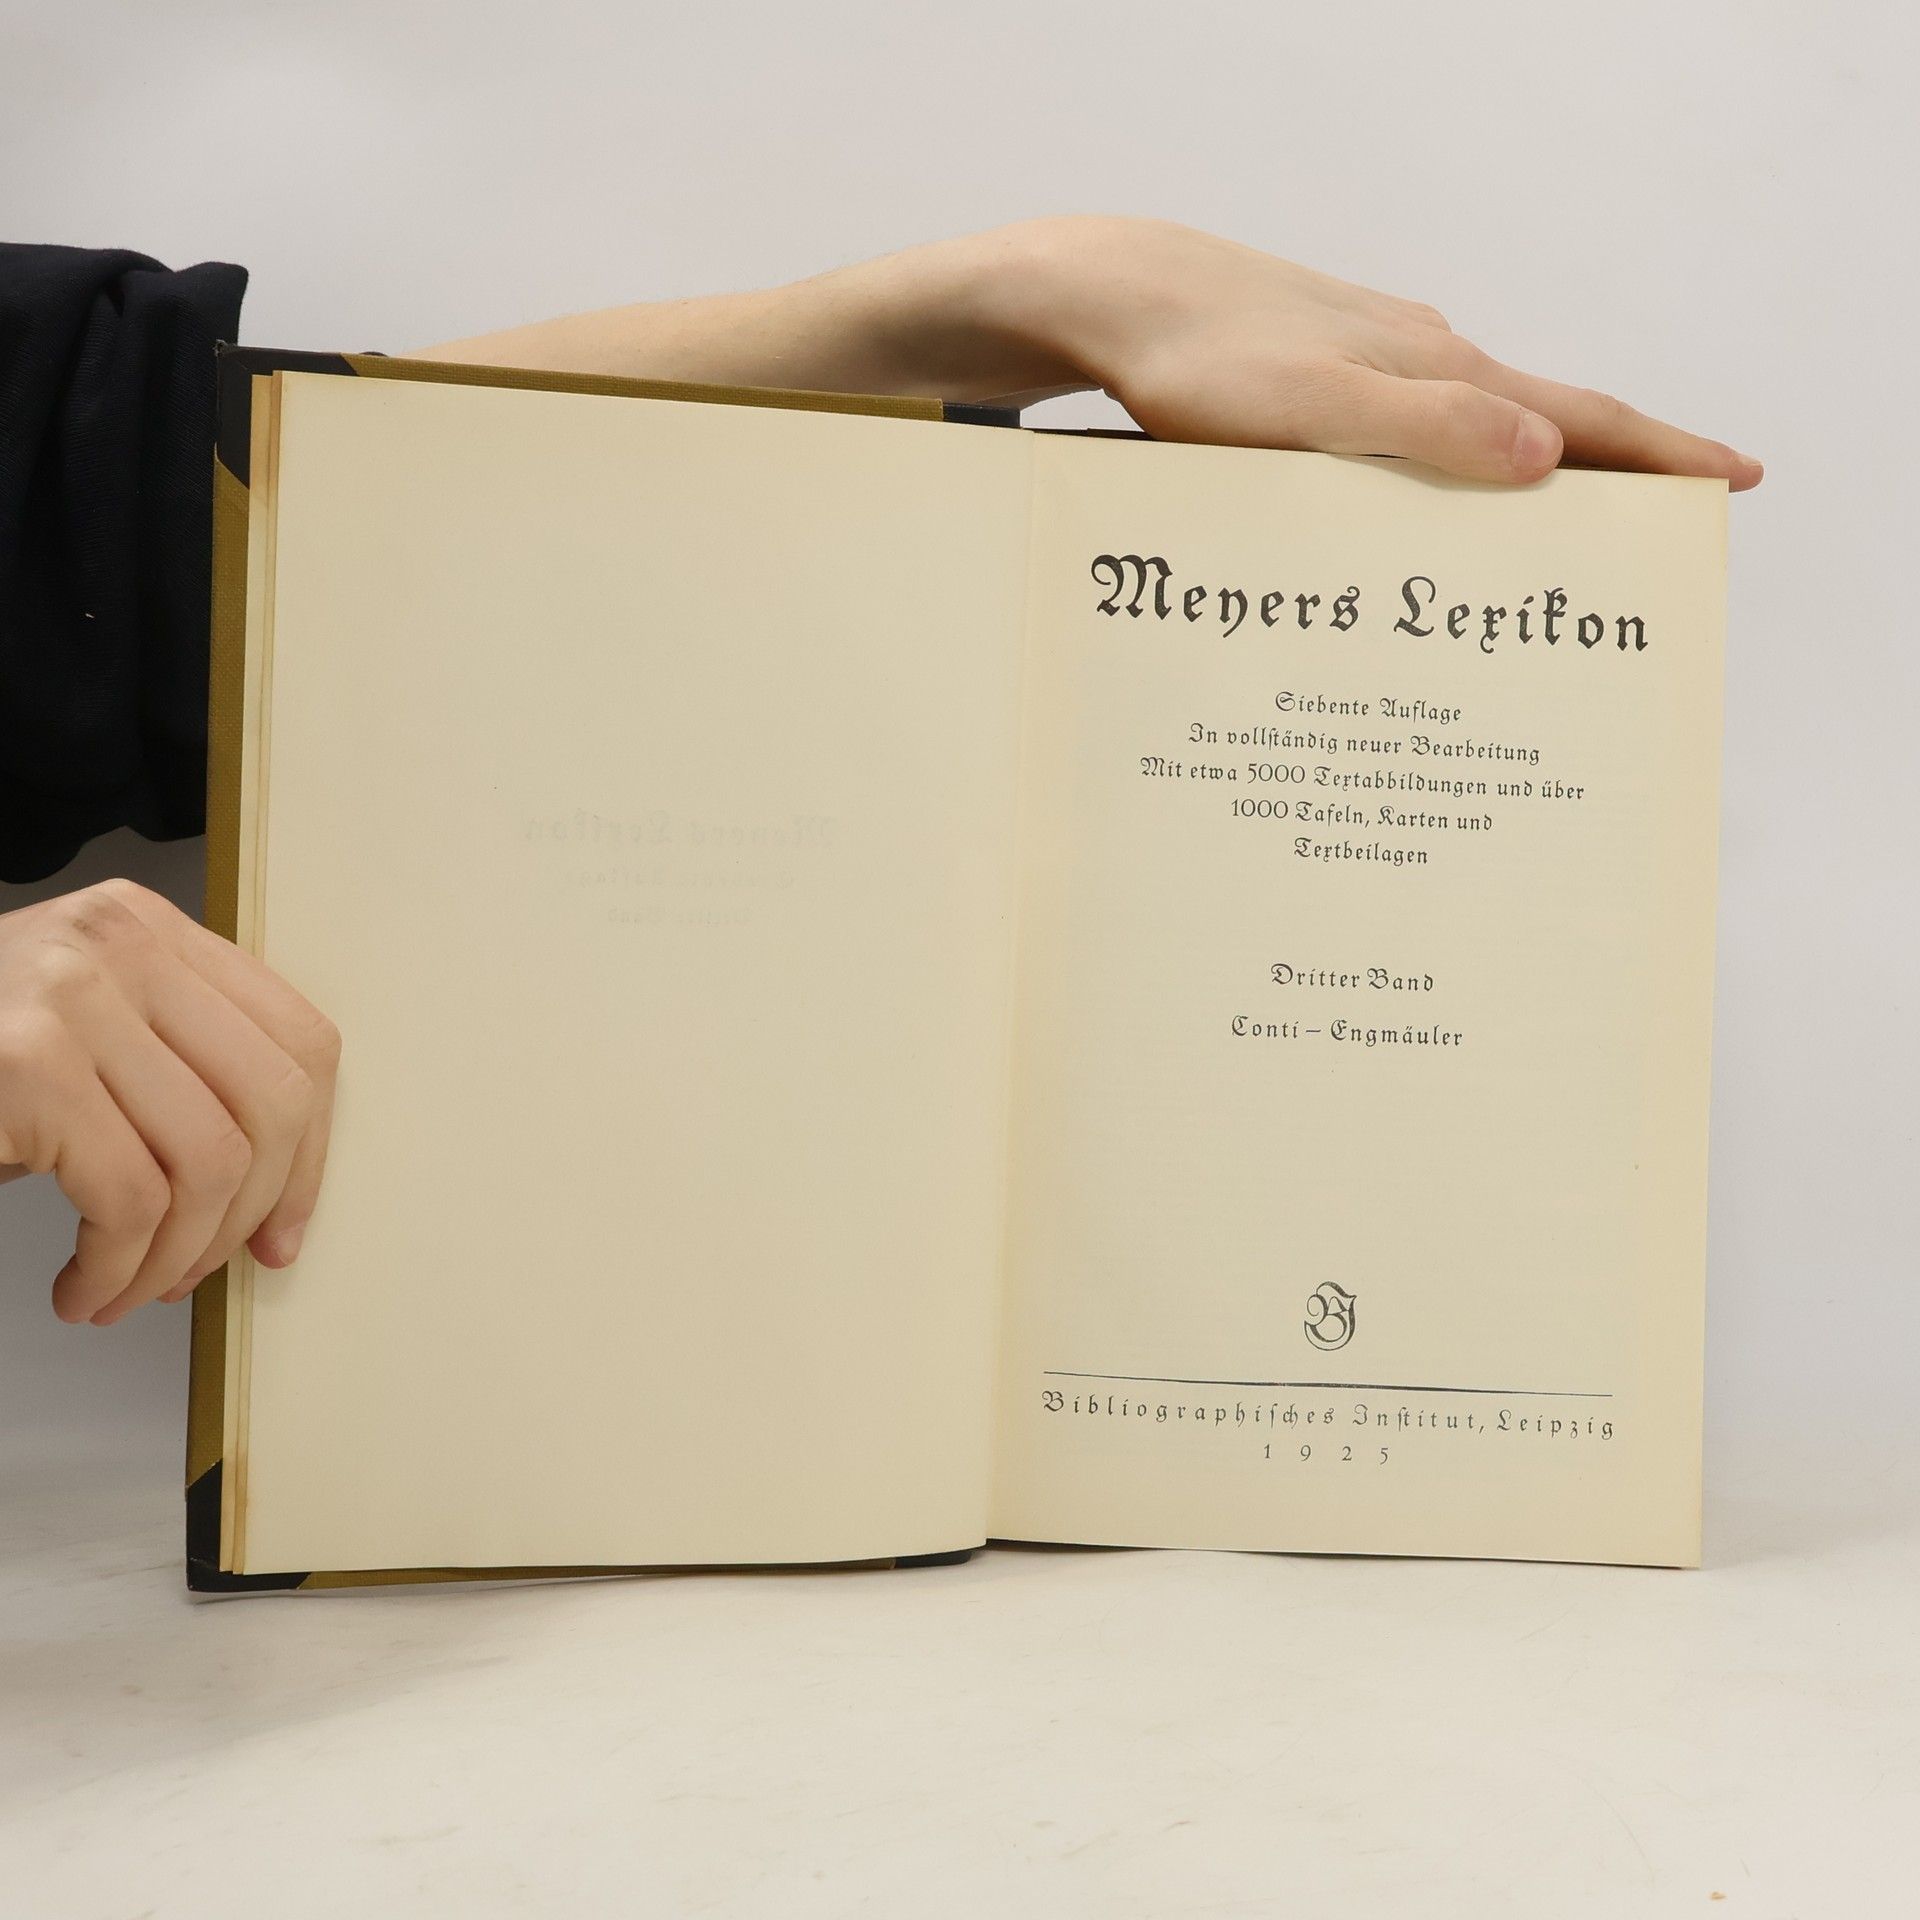 Meyers Lexikon
Siebente Auflage
In vollſtändig neuer Bearbeitung
Mit etwa 5000 Textabbildungen und über
1000 Tafeln, Karten und
Textbeilagen
Dritter Band
Conti – Engmäuler
BI
Bibliographiſches Inſtitut, Leipzig
1925